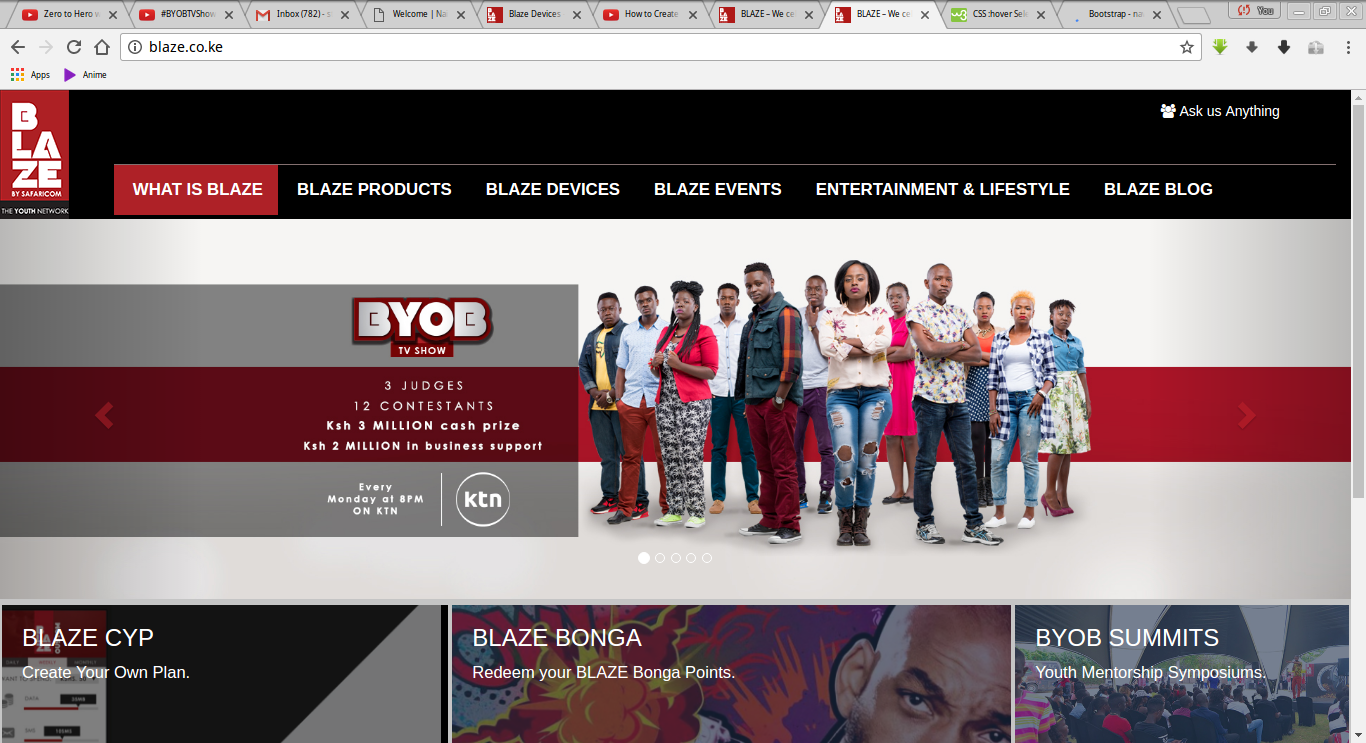 Zero to Hero w
#BYOBTVShow
Inbox (782) - s
Welcome | Na
Blaze Devices
How to Create
BLAZE – We ce
BLAZE – We ce
CSS :hover Sele
Bootstrap - na
You
blaze.co.ke
Apps
Anime
BLAZE
BY SAFARICOM
THE YOUTH NETWORK
Ask us Anything
WHAT IS BLAZE
BLAZE PRODUCTS
BLAZE DEVICES
BLAZE EVENTS
ENTERTAINMENT & LIFESTYLE
BLAZE BLOG
BYOB
TV SHOW
3 JUDGES
12 CONTESTANTS
Ksh 3 MILLION cash prize
Ksh 2 MILLION in business support
Every
Monday at 8PM
ON KTN
ktn
BLAZE CYP
Create Your Own Plan.
BLAZE BONGA
Redeem your BLAZE Bonga Points.
BYOB SUMMITS
Youth Mentorship Symposiums.